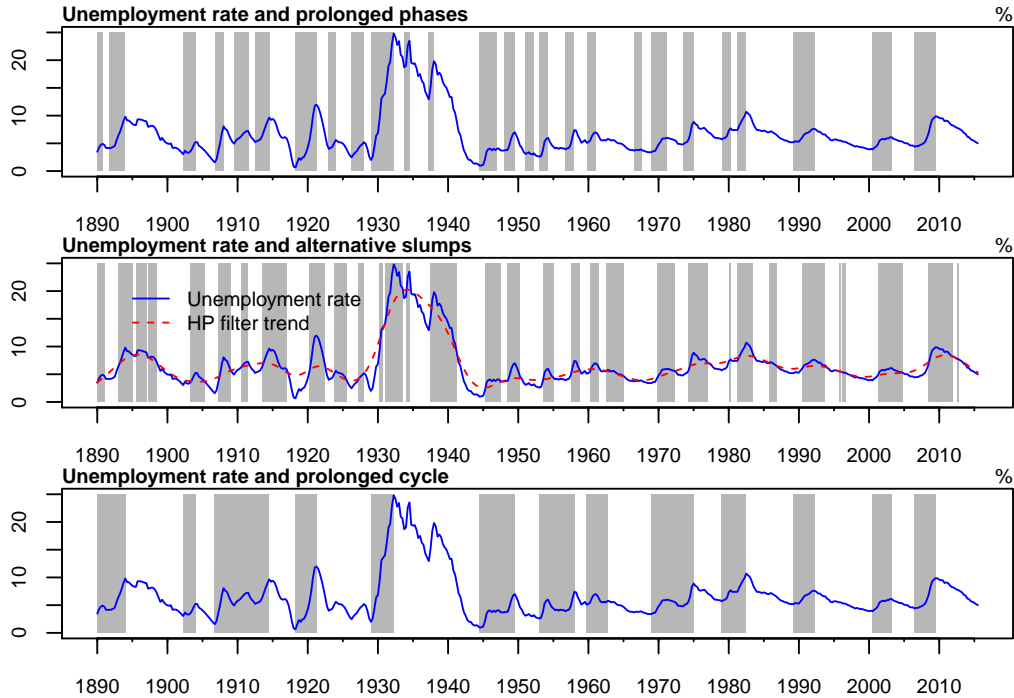 Unemployment rate and prolonged phases %
20
10
0
1890 1900 1910 1920 1930 1940 1950 1960 1970 1980 1990 2000 2010
Unemployment rate and alternative slumps %
20
10
0
Unemployment rate
HP filter trend
1890 1900 1910 1920 1930 1940 1950 1960 1970 1980 1990 2000 2010
Unemployment rate and prolonged cycle %
20
10
0
1890 1900 1910 1920 1930 1940 1950 1960 1970 1980 1990 2000 2010